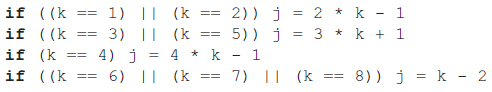 if ((k == 1) || (k == 2)) j = 2 * k - 1
if ((k == 3) || (k == 5)) j = 3 * k + 1
if (k == 4) j = 4 * k - 1
if ((k == 6) || (k == 7) || (k == 8)) j = k - 2